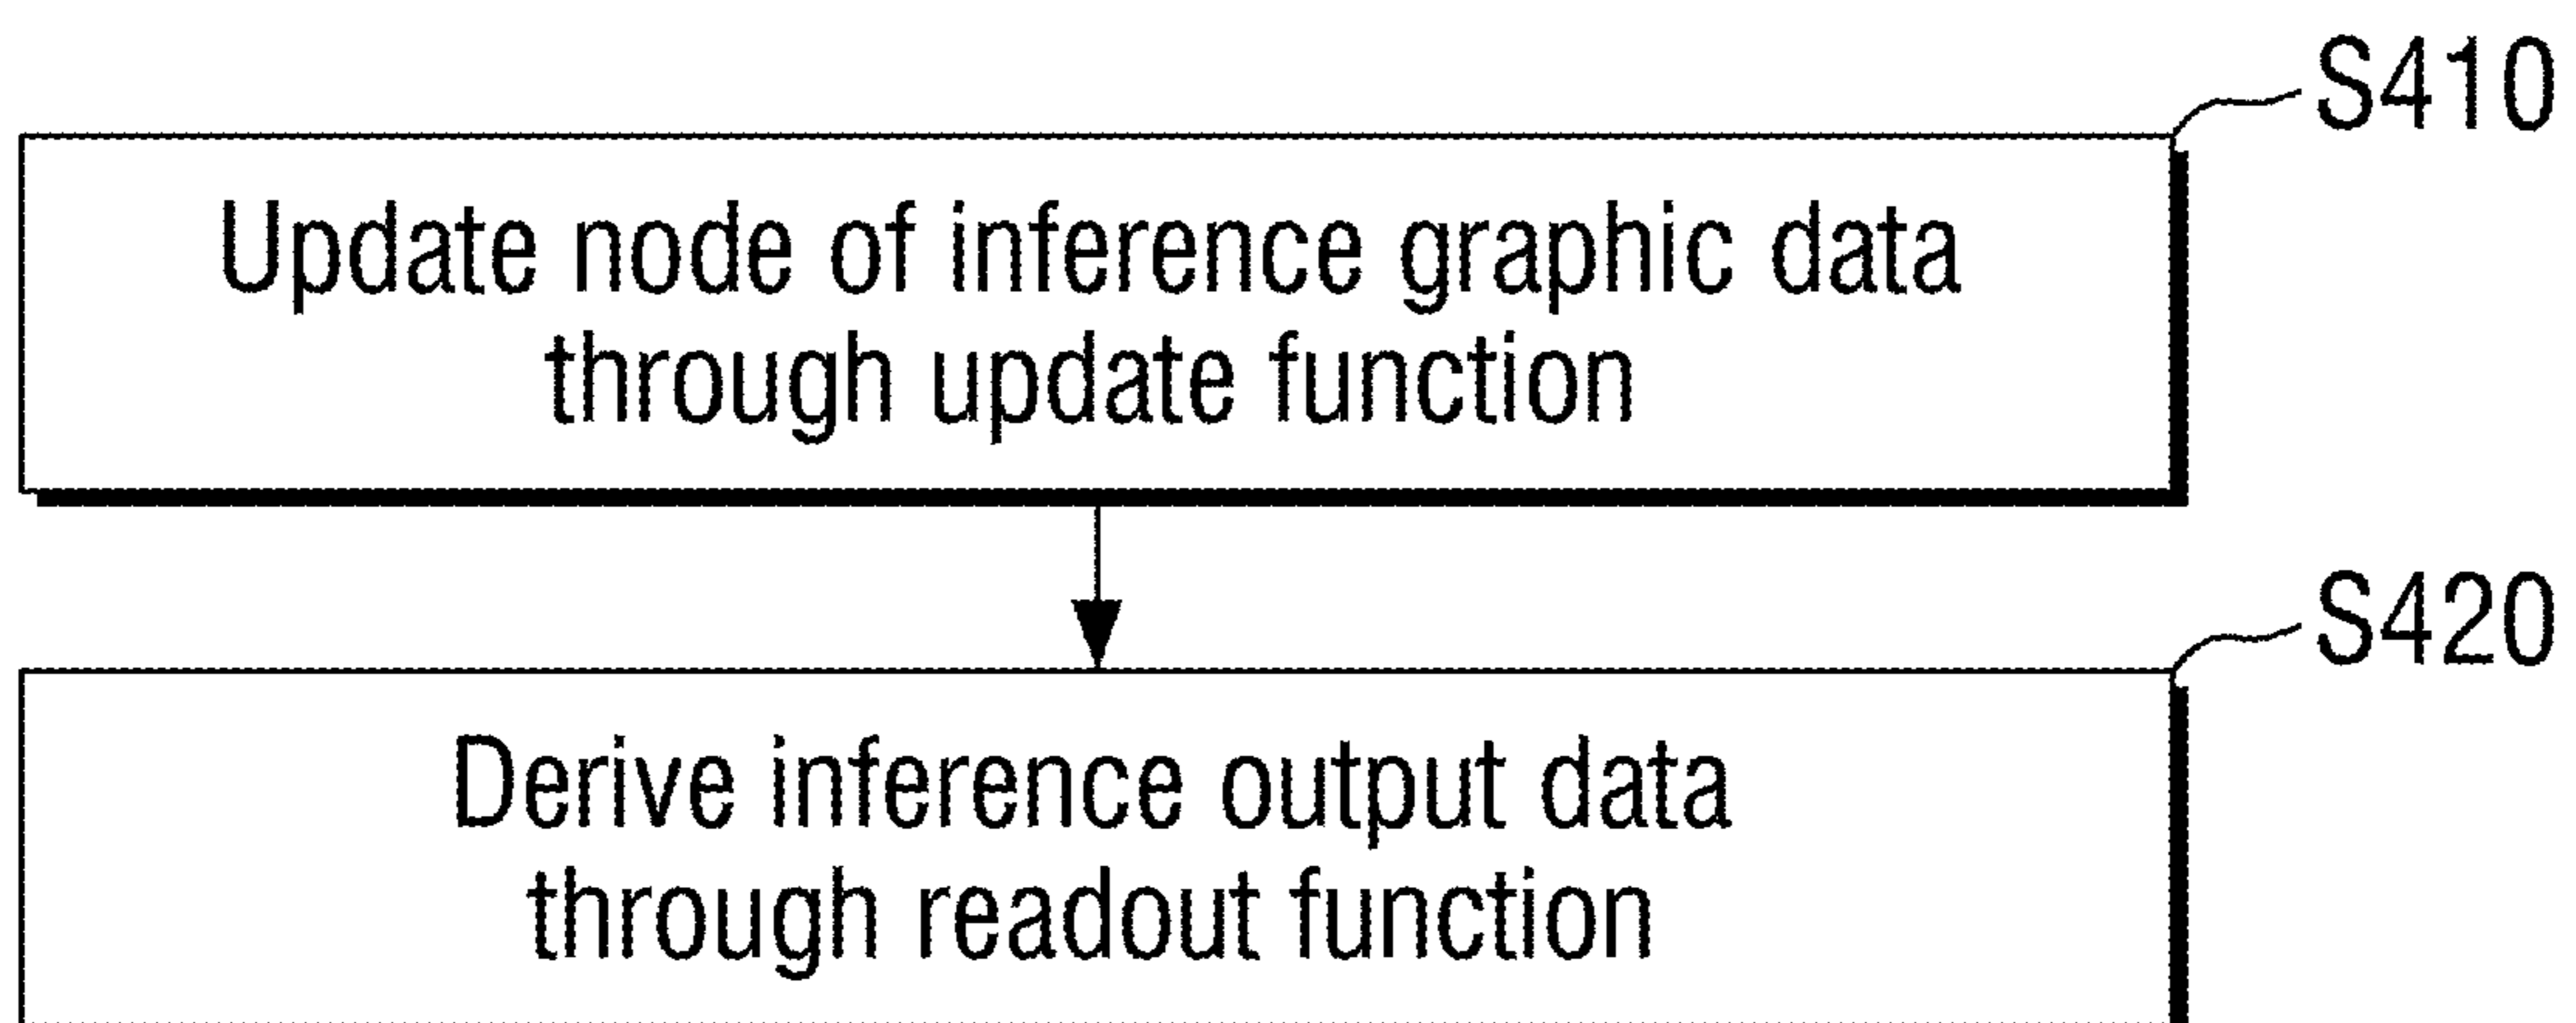 S410
Update node of inference graphic data
through update function
S420
Derive inference output data
through readout function